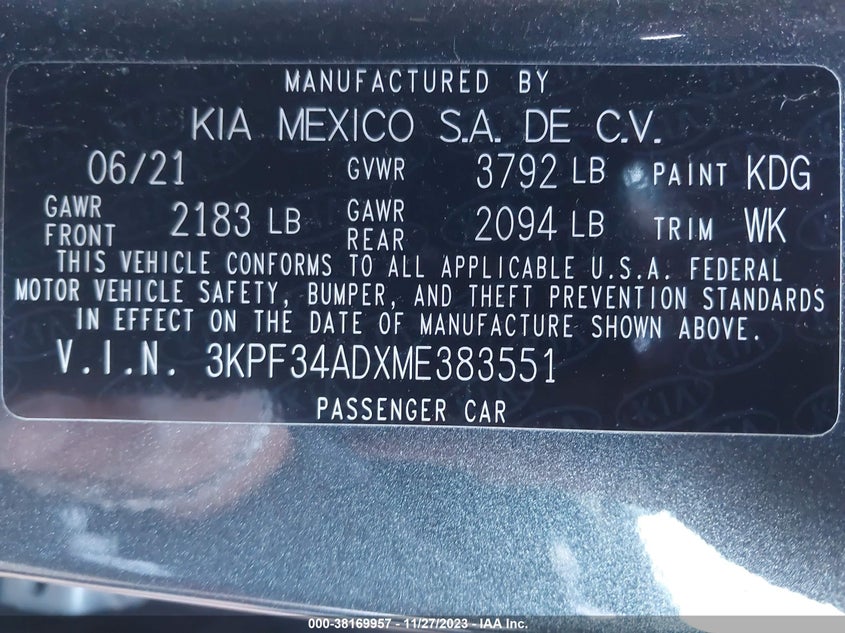 MANUFACTURED BY
KIA MEXICO S.A. DE C.V.
06/21 GVWR 3792 LB PAINT KDG
GAWR FRONT 2183 LB GAWR REAR 2094 LB TRIM WK
THIS VEHICLE CONFORMS TO ALL APPLICABLE U.S.A. FEDERAL
MOTOR VEHICLE SAFETY, BUMPER, AND THEFT PREVENTION STANDARDS
IN EFFECT ON THE DATE OF MANUFACTURE SHOWN ABOVE.
V.I.N. 3KPF34ADXME383551
PASSENGER CAR
000-38169957 - 11/27/2023 - IAA Inc.